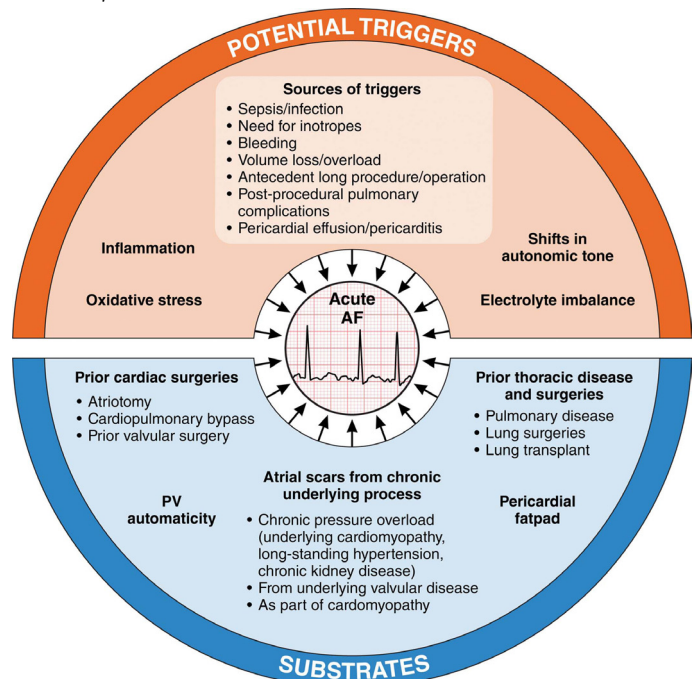 POTENTIAL TRIGGERS
Sources of triggers
• Sepsis/infection
• Need for inotropes
• Bleeding
• Volume loss/overload
• Antecedent long procedure/operation
• Post-procedural pulmonary
complications
• Pericardial effusion/pericarditis
Inflammation
Oxidative stress
Shifts in
autonomic tone
Electrolyte imbalance
Acute
AF
Prior cardiac surgeries
• Atriotomy
• Cardiopulmonary bypass
• Prior valvular surgery
Prior thoracic disease
and surgeries
• Pulmonary disease
• Lung surgeries
• Lung transplant
PV
automaticity
Atrial scars from chronic
underlying process
• Chronic pressure overload
(underlying cardiomyopathy,
long-standing hypertension,
chronic kidney disease)
• From underlying valvular disease
• As part of cardomyopathy
Pericardial
fatpad
SUBSTRATES